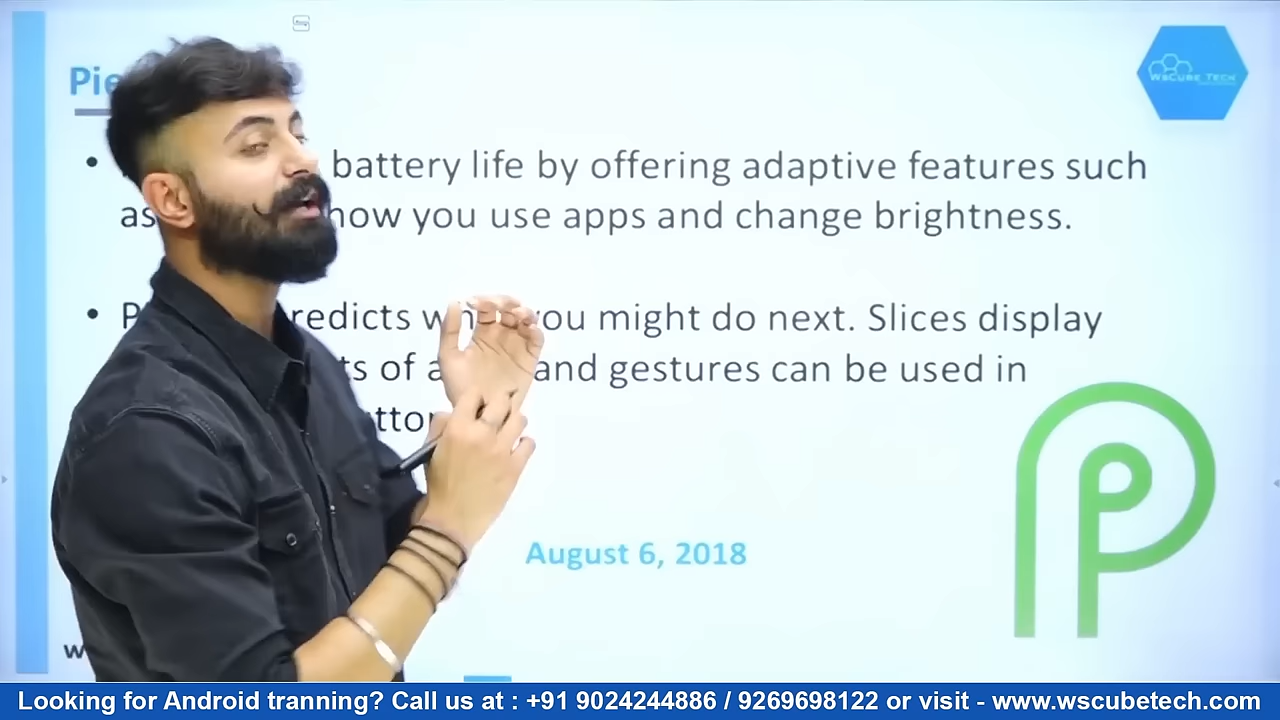 Pie
WsCube Tech
• battery life by offering adaptive features such
as how you use apps and change brightness.
• P redicts you might do next. Slices display
ts of and gestures can be used in
August 6, 2018
Looking for Android tranning? Call us at : +91 9024244886 / 9269698122 or visit - www.wscubetech.com